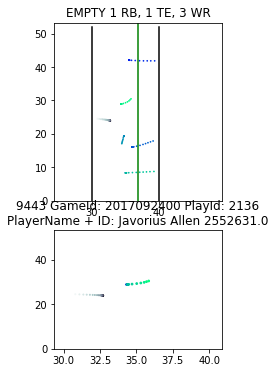 EMPTY 1 RB, 1 TE, 3 WR
50
40
30
20
10
0
30 40
9443 GameId: 2017092400 PlayId: 2136
PlayerName + ID: Javorius Allen 2552631.0
40
20
0
30.0 32.5 35.0 37.5 40.0